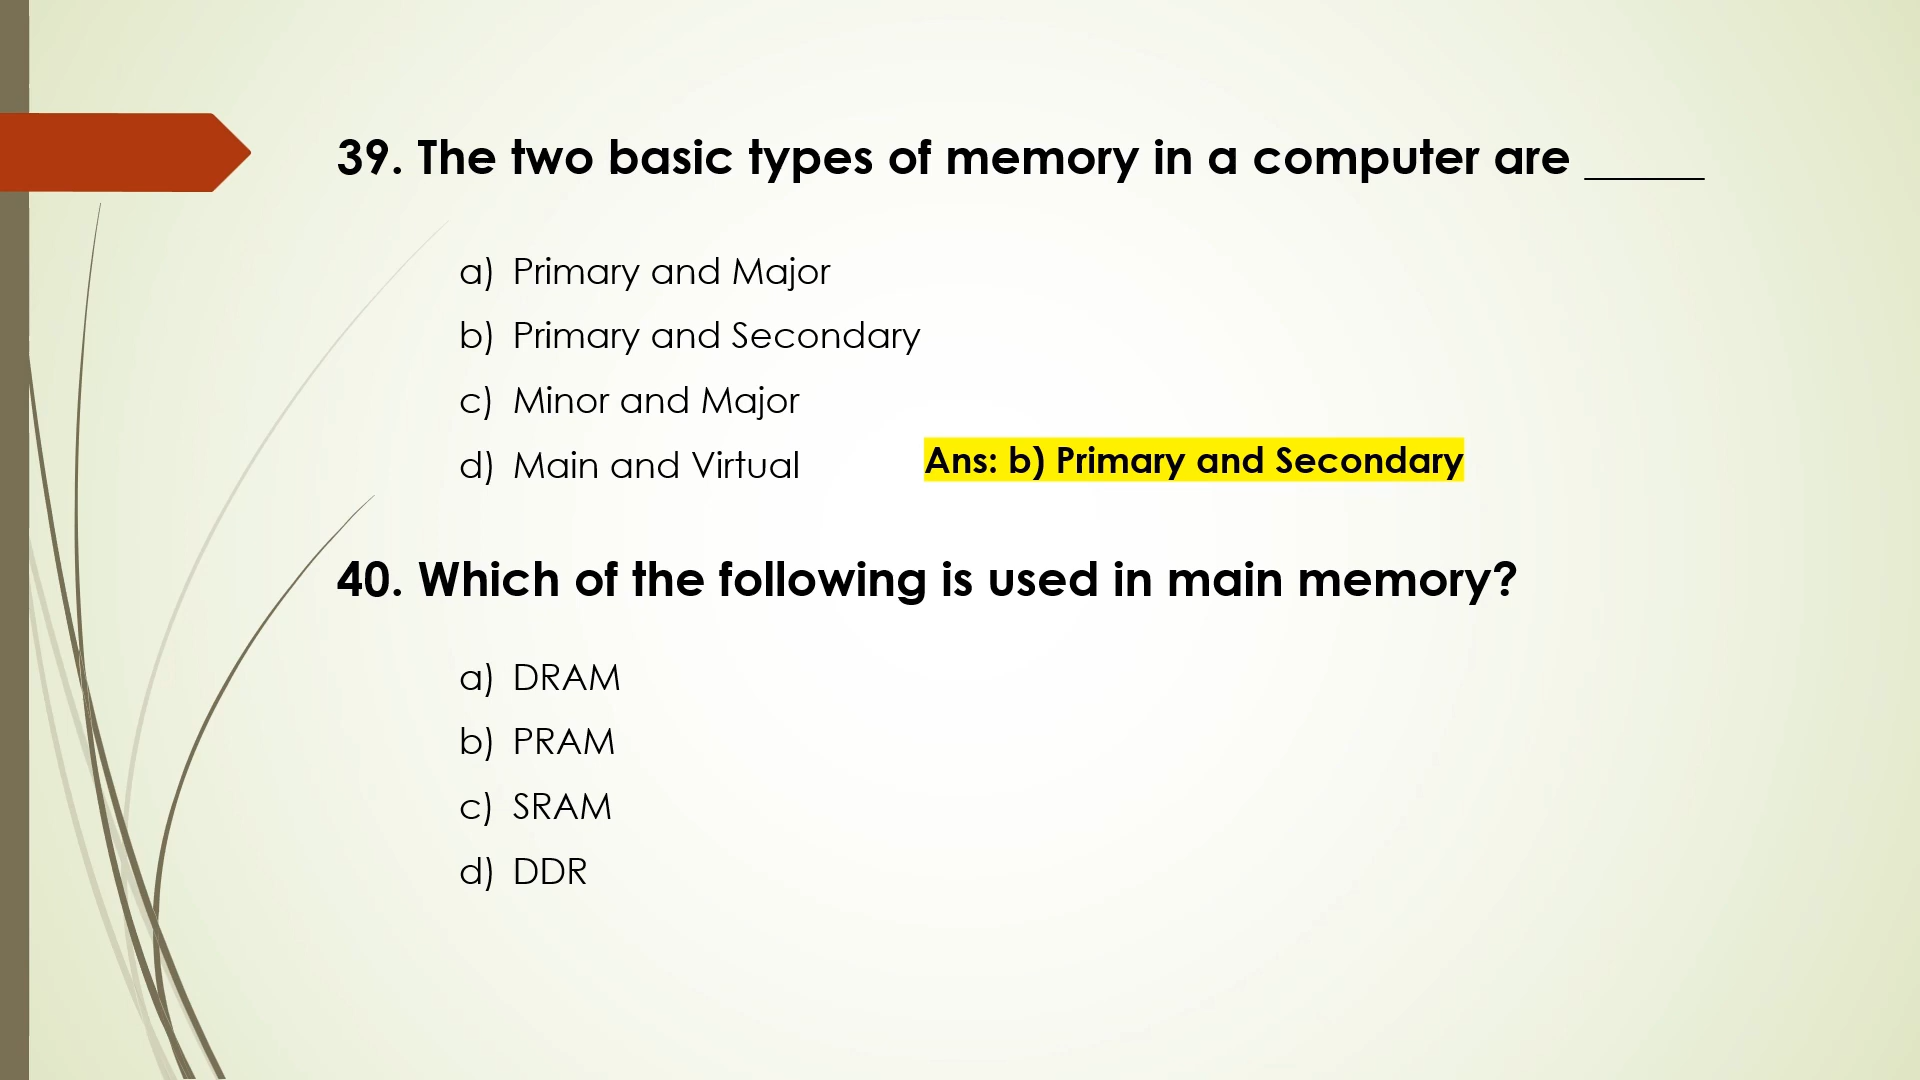 39. The two basic types of memory in a computer are ______
a) Primary and Major
b) Primary and Secondary
c) Minor and Major
d) Main and Virtual
Ans: b) Primary and Secondary
40. Which of the following is used in main memory?
a) DRAM
b) PRAM
c) SRAM
d) DDR